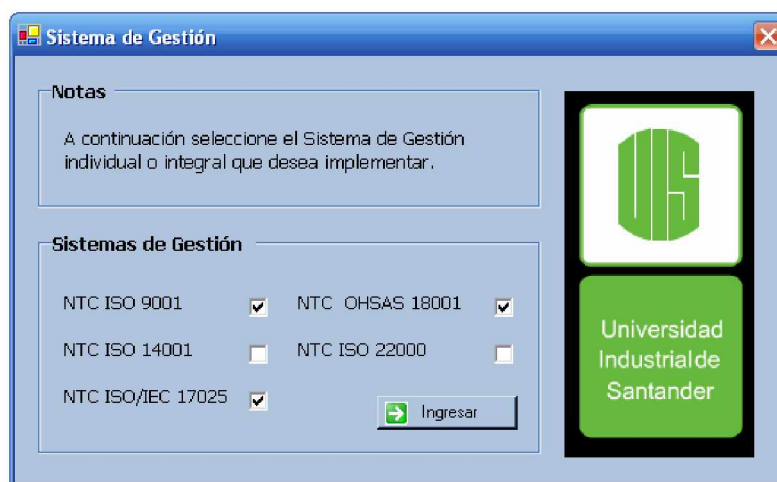 Sistema de Gestión
Notas
A continuación seleccione el Sistema de Gestión
individual o integral que desea implementar.
Sistemas de Gestión
NTC ISO 9001
NTC OHSAS 18001
NTC ISO 14001
NTC ISO 22000
NTC ISO/IEC 17025
Ingresar
UIS
Universidad
Industrial de
Santander